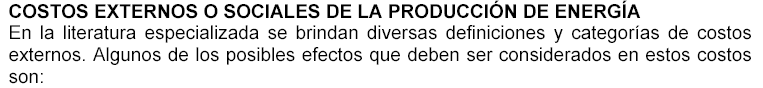 COSTOS EXTERNOS O SOCIALES DE LA PRODUCCIÓN DE ENERGÍA
En la literatura especializada se brindan diversas definiciones y categorías de costos
externos. Algunos de los posibles efectos que deben ser considerados en estos costos
son: